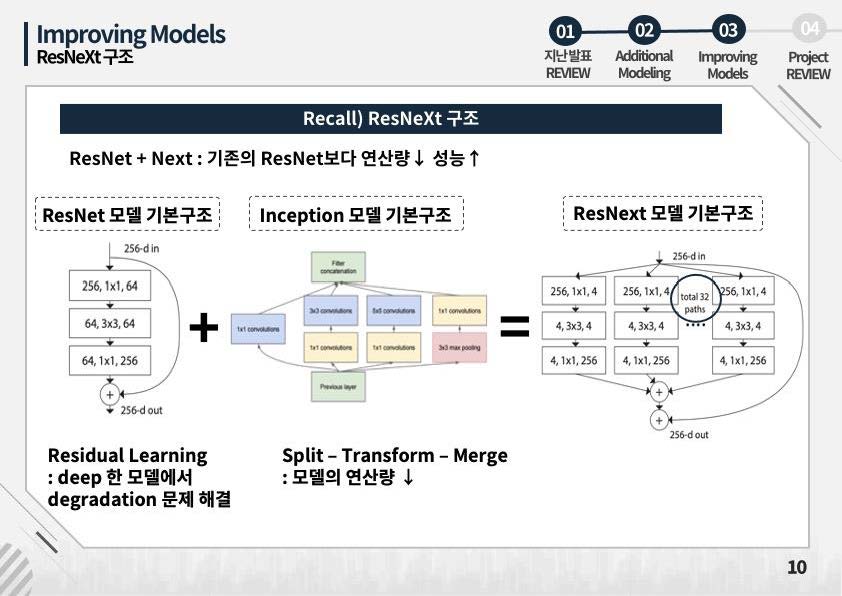 Improving Models
ResNeXt 구조
01
02
03
04
지난 발표
REVIEW
Additional
Modeling
Improving
Models
Project
REVIEW
Recall) ResNeXt 구조
ResNet + Next : 기존의 ResNet보다 연산량↓ 성능↑
ResNet 모델 기본구조
256-d in
256, 1x1, 64
64, 3x3, 64
64, 1x1, 256
+
256-d out
+
Inception 모델 기본구조
Filter
concatenation
3x3 convolutions
5x5 convolutions
1x1 convolutions
1x1 convolutions
1x1 convolutions
1x1 convolutions
3x3 max pooling
Previous layer
=
ResNext 모델 기본구조
256-d in
256, 1x1, 4
256, 1x1, 4
total 32
paths
256, 1x1, 4
4, 3x3, 4
4, 3x3, 4
....
4, 3x3, 4
4, 1x1, 256
4, 1x1, 256
4, 1x1, 256
+
+
256-d out
Residual Learning
: deep 한 모델에서
degradation 문제 해결
Split – Transform – Merge
: 모델의 연산량 ↓
10